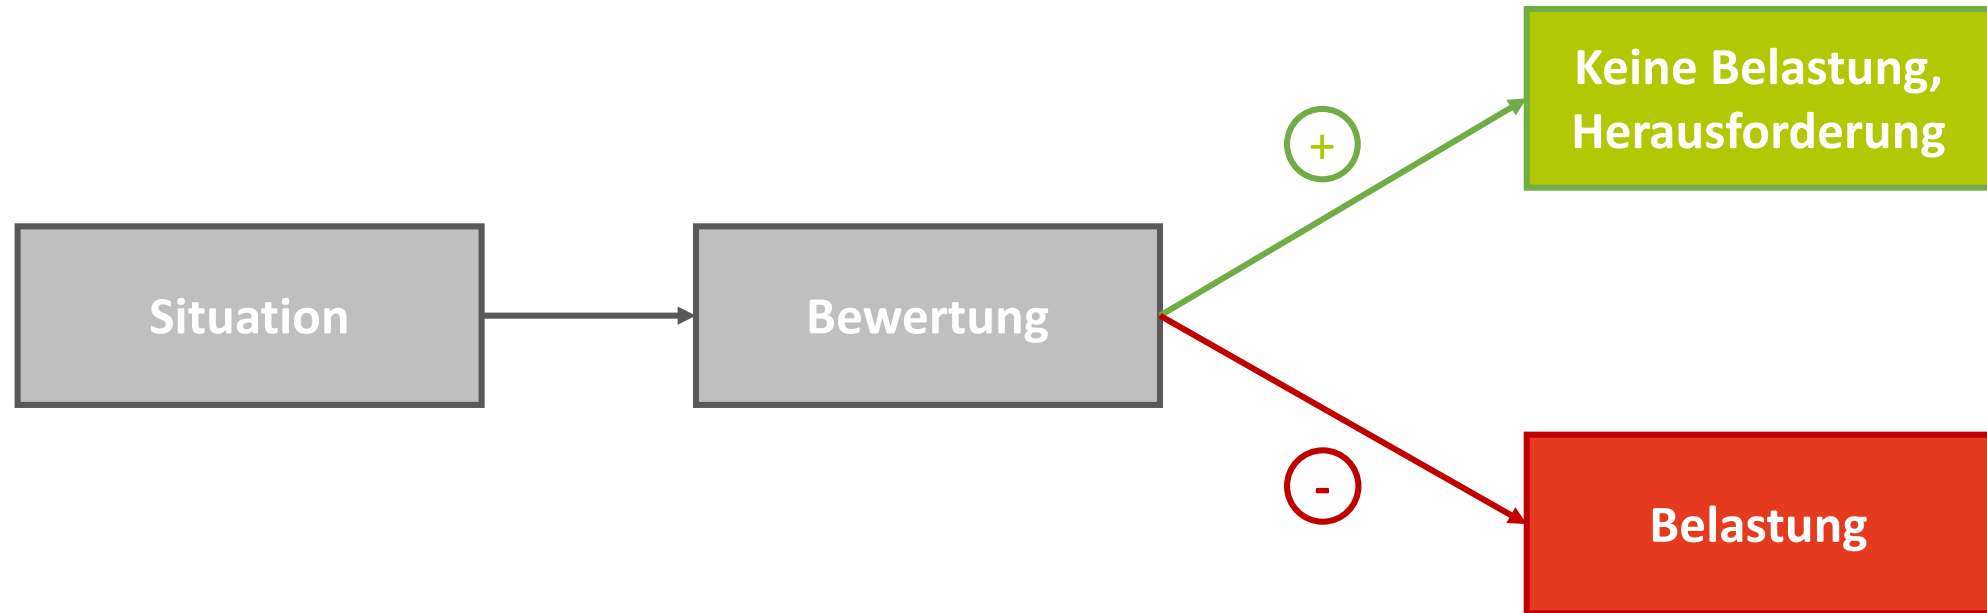 Keine Belastung,
Herausforderung
+
Situation
Bewertung
-
Belastung